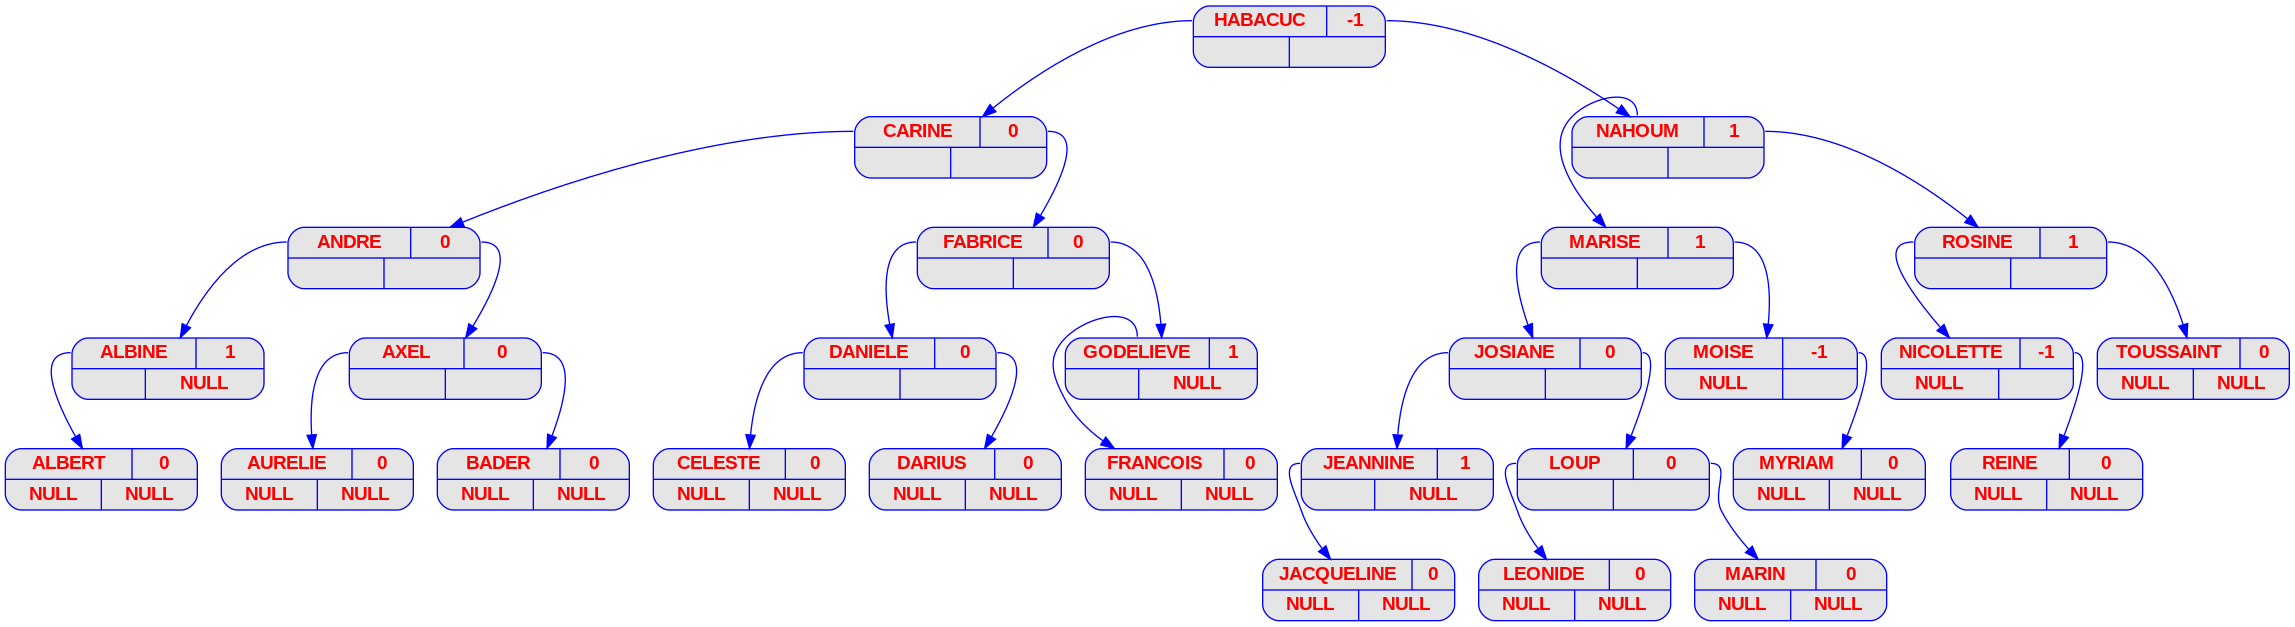 HABACUC -1
CARINE 0
NAHOUM 1
ANDRE 0
FABRICE 0
MARISE 1
ROSINE 1
ALBINE 1
NULL
AXEL 0
DANIELE 0
GODELIEVE 1
NULL
JOSIANE 0
MOISE -1
NULL
NICOLETTE -1
NULL
TOUSSAINT 0
NULL NULL
ALBERT 0
NULL NULL
AURELIE 0
NULL NULL
BADER 0
NULL NULL
CELESTE 0
NULL NULL
DARIUS 0
NULL NULL
FRANCOIS 0
NULL NULL
JEANNINE 1
NULL
LOUP 0
MYRIAM 0
NULL NULL
REINE 0
NULL NULL
JACQUELINE 0
NULL NULL
LEONIDE 0
NULL NULL
MARIN 0
NULL NULL